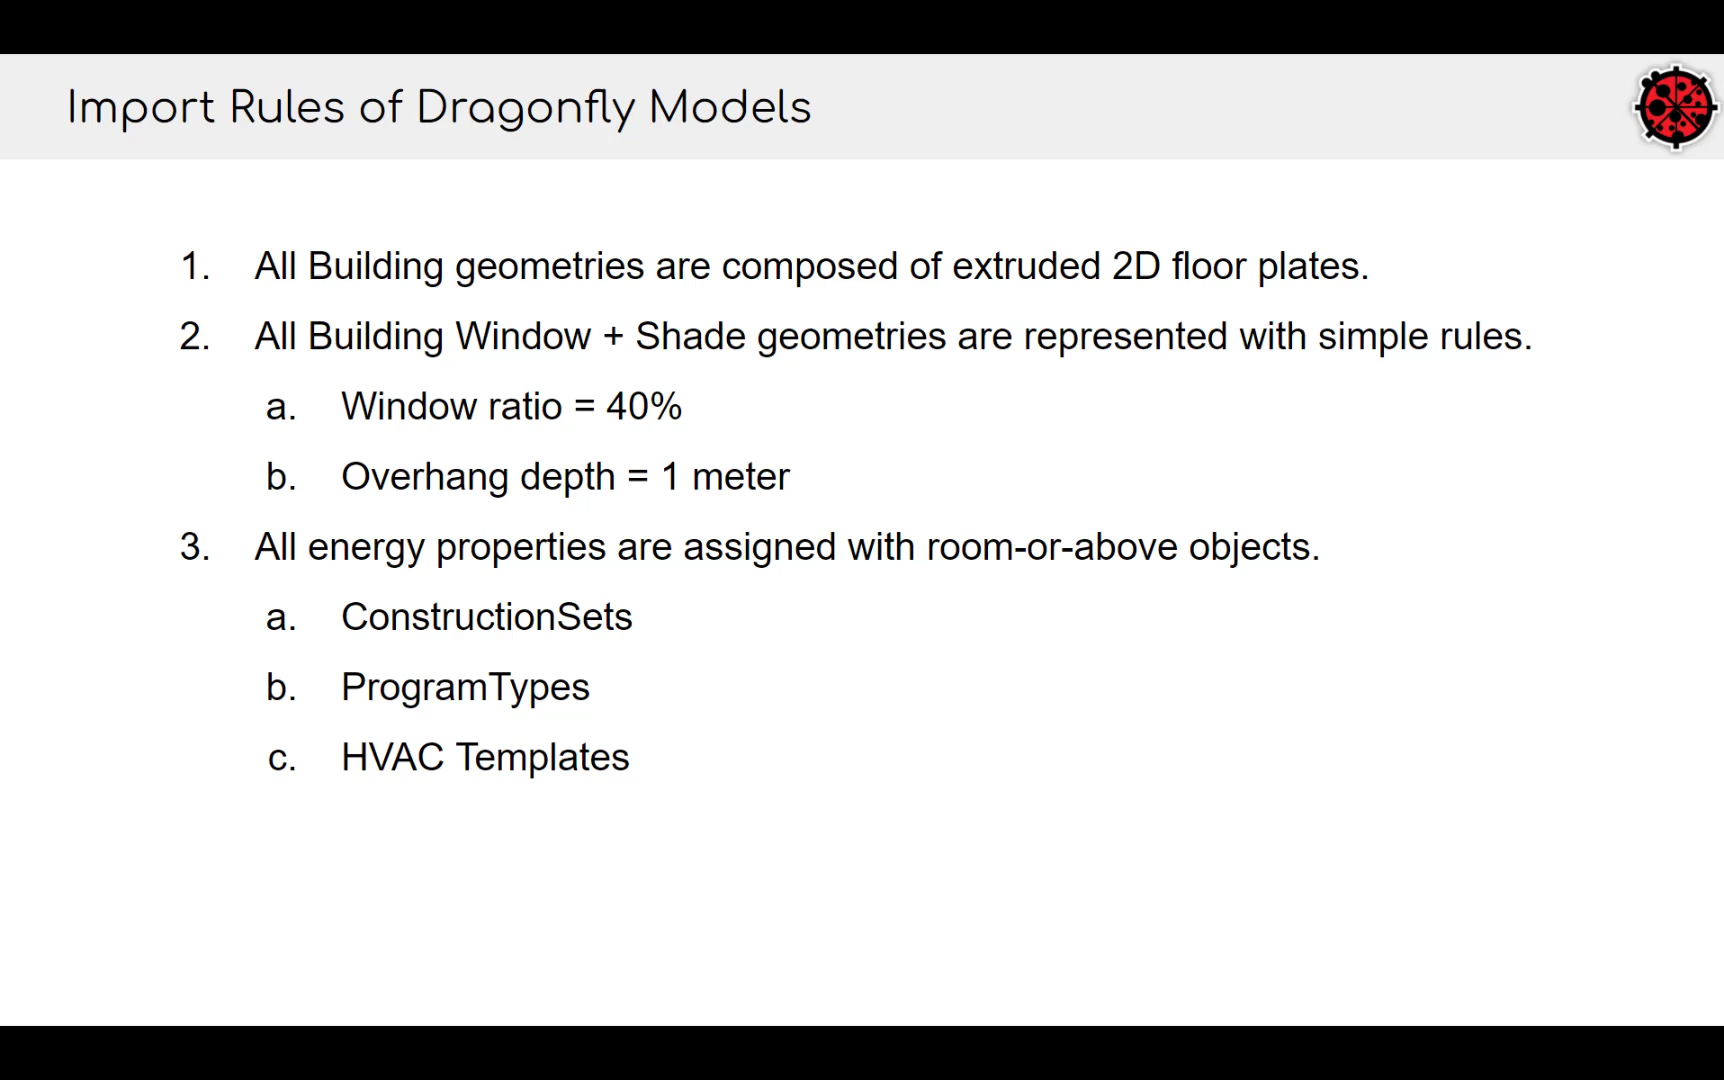 Import Rules of Dragonfly Models
1. All Building geometries are composed of extruded 2D floor plates.
2. All Building Window + Shade geometries are represented with simple rules.
a. Window ratio = 40%
b. Overhang depth = 1 meter
3. All energy properties are assigned with room-or-above objects.
a. ConstructionSets
b. ProgramTypes
c. HVAC Templates